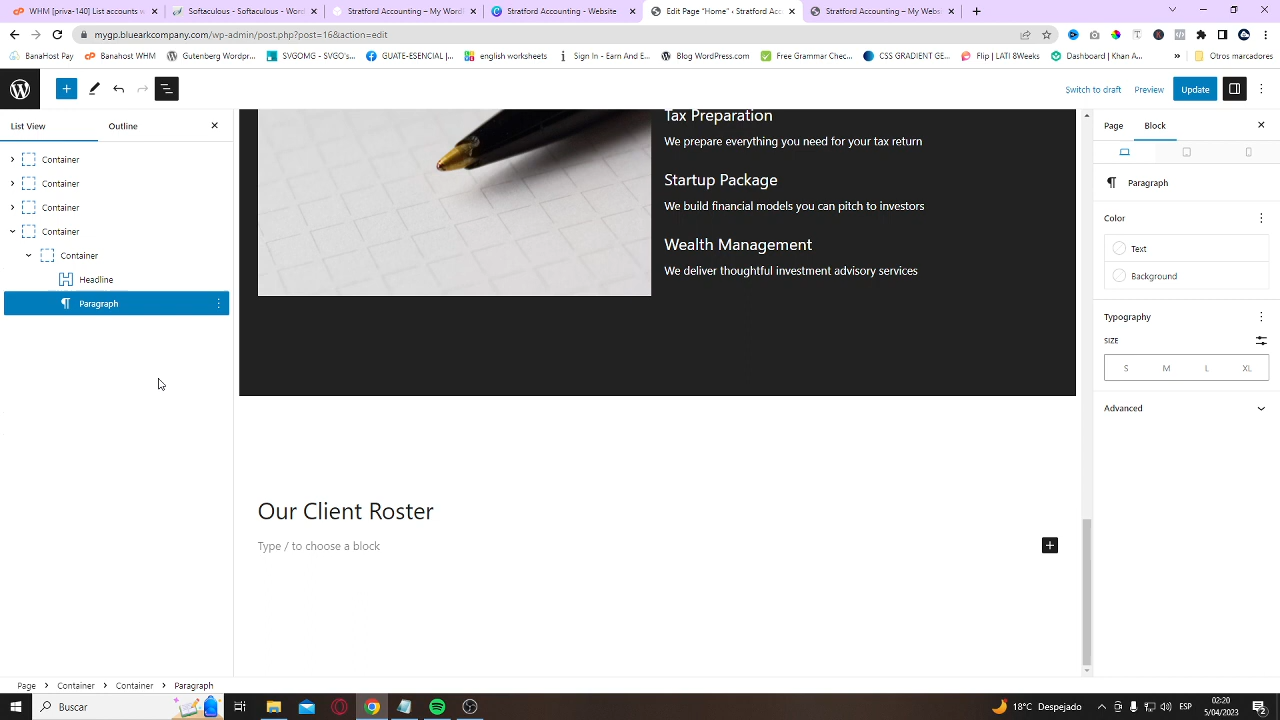 WHM [priva-140] List accounts w
Softaculous - Softaculous - Word
Stratford Accounting – My Word
Stratford Accounting - Website
Edit Page "Home" ‹ Stratford Acc
Stratford Accounting – My Webs
mygp.bluearkcompany.com/wp-admin/post.php?post=16&action=edit
BanaHost Pay
Banahost WHM
Gutenberg Wordpr...
SVGOMG - SVGO's...
GUATE-ESENCIAL |...
english worksheets
Sign In - Earn And E...
Blog WordPress.com
Free Grammar Chec...
CSS GRADIENT GE...
Flip | LATI 8Weeks
Dashboard | Khan A...
»
Otros marcadores
Switch to draft
Preview
Update
List View
Outline
Container
Container
Container
Container
Container
Headline
Paragraph
Tax Preparation
We prepare everything you need for your tax return
Startup Package
We build financial models you can pitch to investors
Wealth Management
We deliver thoughtful investment advisory services
Our Client Roster
Type / to choose a block
Page
Block
Paragraph
Color
Text
Background
Typography
SIZE
S M L XL
Advanced
Page > Container > Container > Paragraph
Buscar
18°C Despejado
ESP
02:20
5/04/2023
2